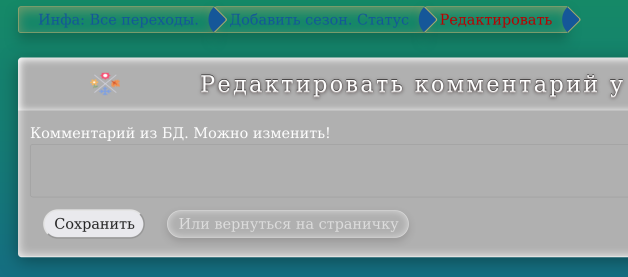 Инфа: Все переходы. Добавить сезон. Статус Редактировать
Редактировать комментарий у
Комментарий из БД. Можно изменить!
Сохранить Или вернуться на страничку